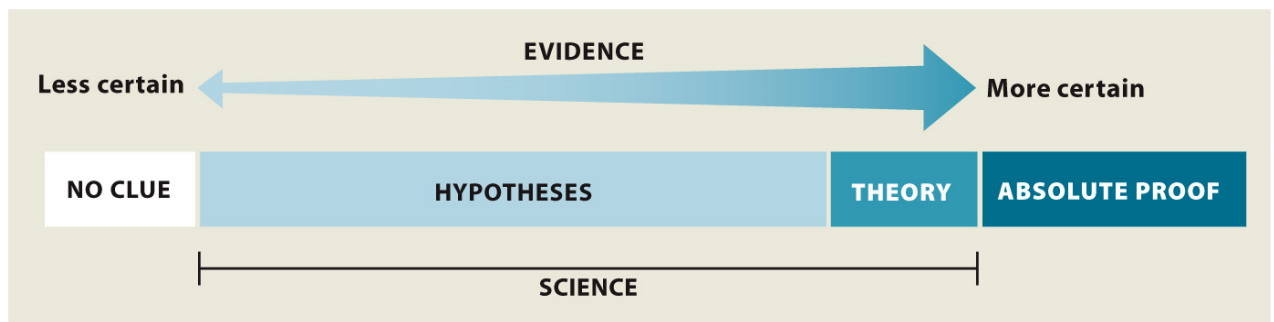 EVIDENCE
Less certain
More certain
NO CLUE
HYPOTHESES
THEORY
ABSOLUTE PROOF
SCIENCE